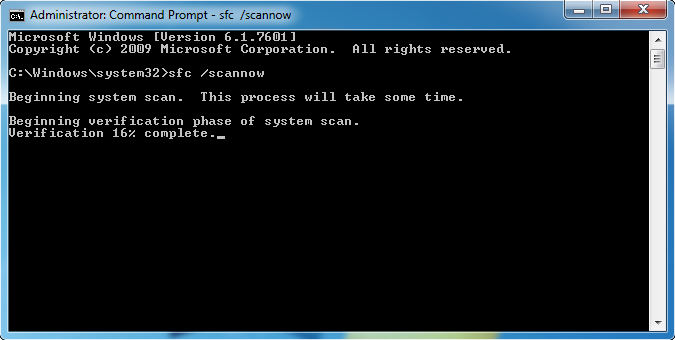 Administrator: Command Prompt - sfc  /scannow
Microsoft Windows [Version 6.1.7601]
Copyright (c) 2009 Microsoft Corporation.  All rights reserved.
C:\Windows\system32>sfc /scannow
Beginning system scan.  This process will take some time.
Beginning verification phase of system scan.
Verification 16% complete.